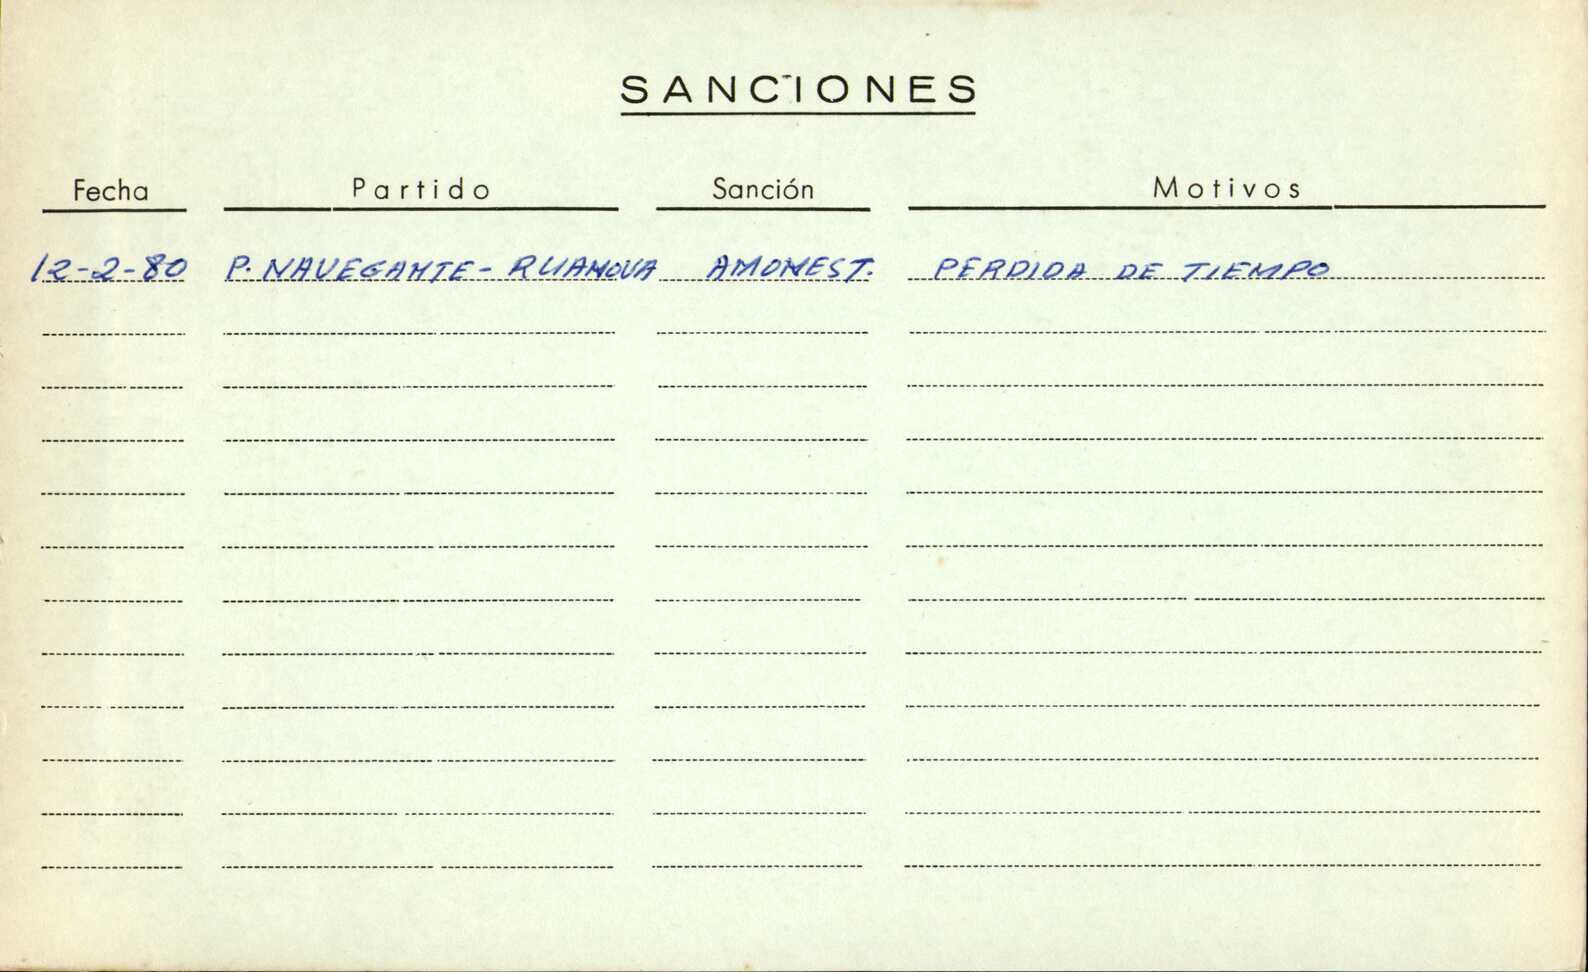 SANCIONES
Fecha Partido Sanción Motivos
12-2-80 P. NAVEGANTE - RUANOVA AMONEST. PERDIDA DE TIEMPO